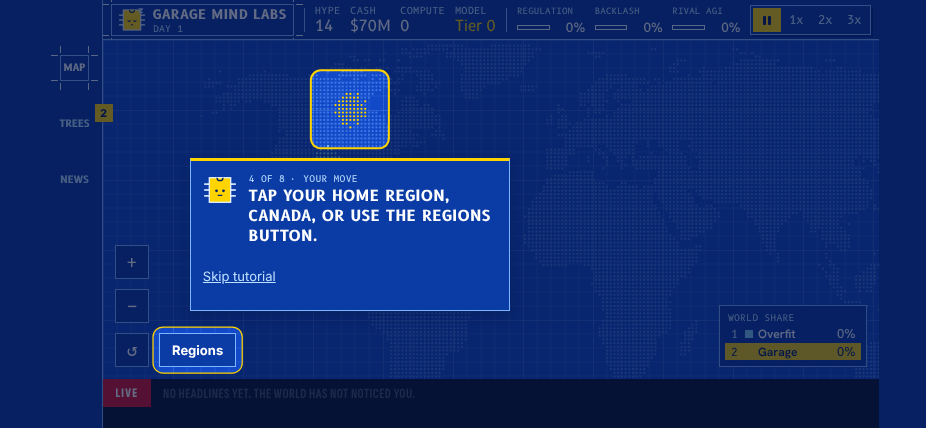 GARAGE MIND LABS
DAY 1
HYPE
14
CASH
$70M
COMPUTE
0
MODEL
Tier 0
REGULATION
0%
BACKLASH
0%
RIVAL AGI
0%
1x 2x 3x
MAP
2
TREES
NEWS
4 OF 8 · YOUR MOVE
TAP YOUR HOME REGION,
CANADA, OR USE THE REGIONS
BUTTON.
Skip tutorial
+
−
↺
Regions
WORLD SHARE
1 Overfit 0%
2 Garage 0%
LIVE
NO HEADLINES YET. THE WORLD HAS NOT NOTICED YOU.